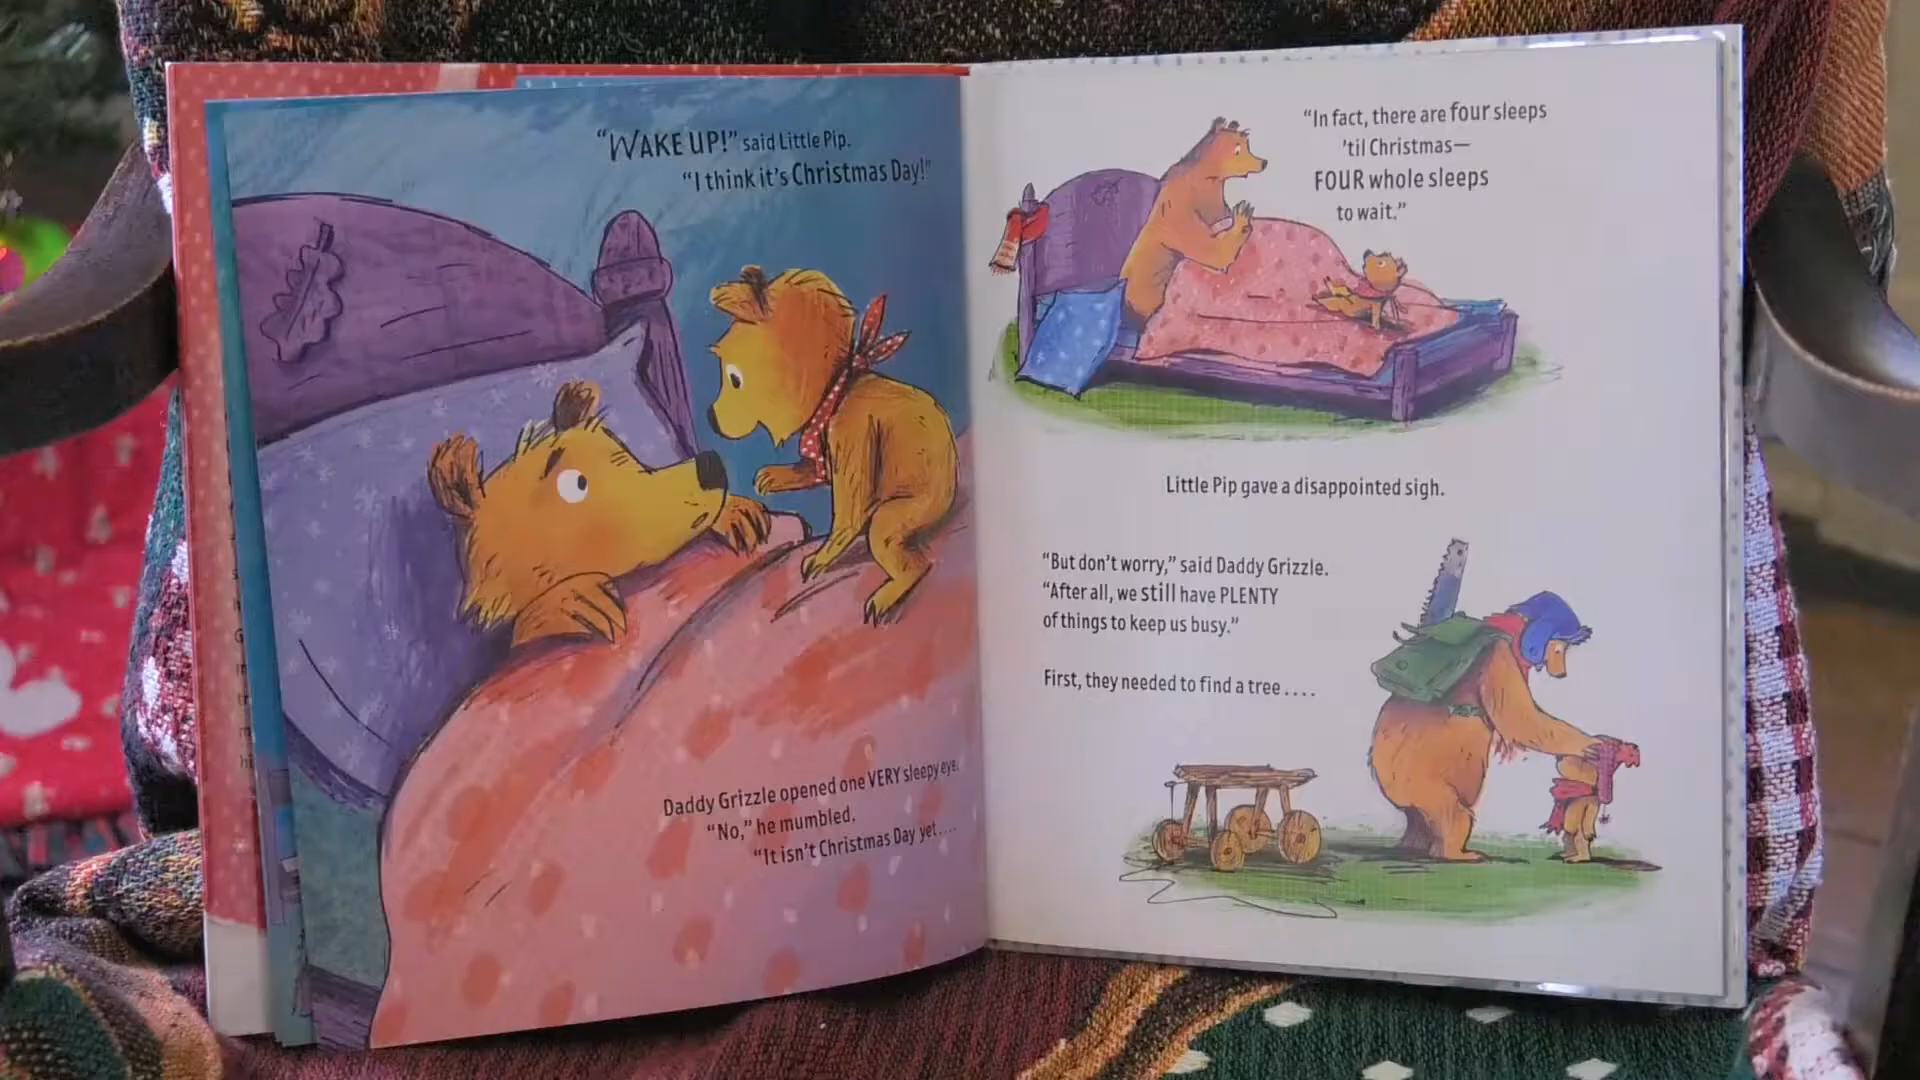 “WAKE UP!” said Little Pip.
“I think it’s Christmas Day!”
Daddy Grizzle opened one VERY sleepy eye.
“No,” he mumbled.
“It isn’t Christmas Day yet....
“In fact, there are four sleeps
’til Christmas—
FOUR whole sleeps
to wait.”
Little Pip gave a disappointed sigh.
“But don’t worry,” said Daddy Grizzle.
“After all, we still have PLENTY
of things to keep us busy.”
First, they needed to find a tree....